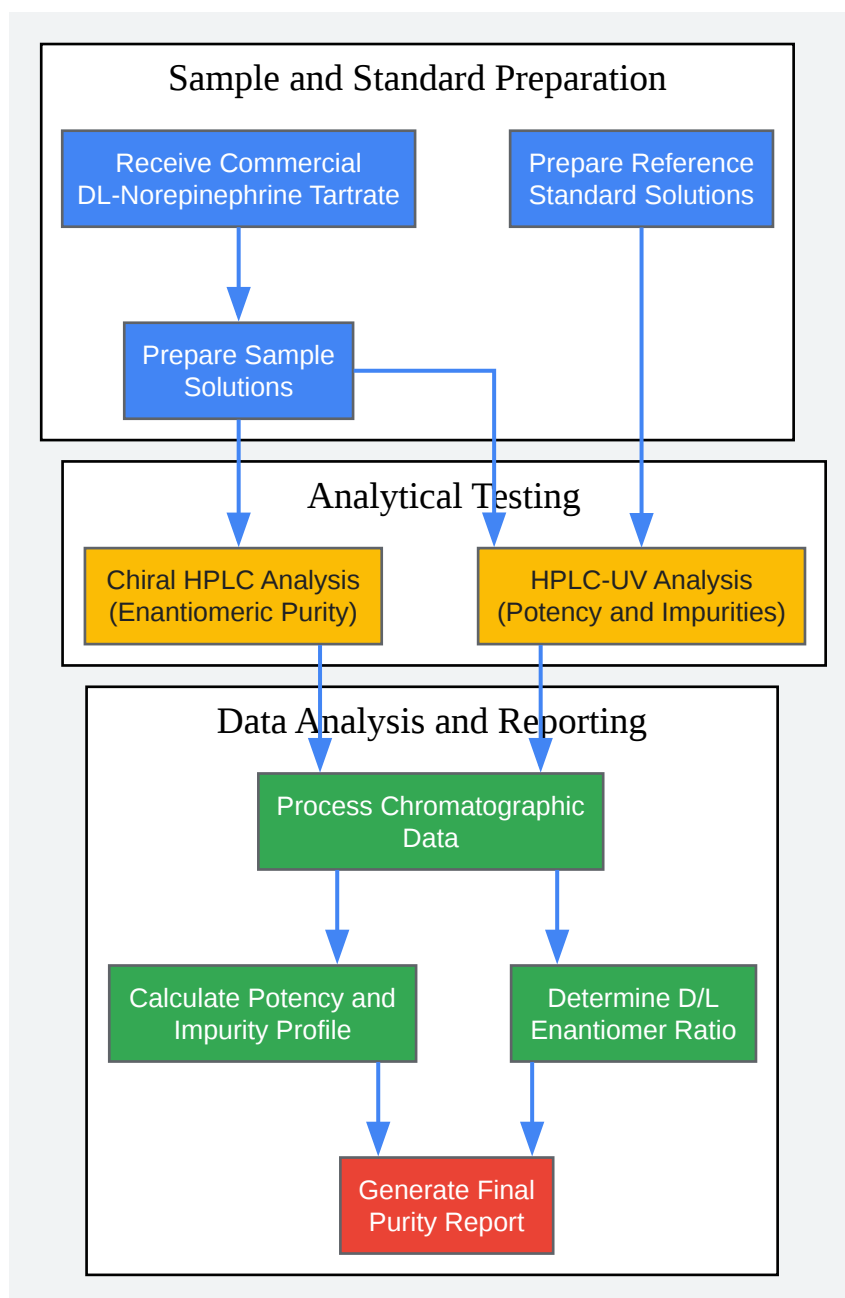 Sample and Standard Preparation
Receive Commercial
DL-Norepinephrine Tartrate
Prepare Reference
Standard Solutions
Prepare Sample
Solutions
Analytical Testing
Chiral HPLC Analysis
(Enantiomeric Purity)
HPLC-UV Analysis
(Potency and Impurities)
Data Analysis and Reporting
Process Chromatographic
Data
Calculate Potency and
Impurity Profile
Determine D/L
Enantiomer Ratio
Generate Final
Purity Report